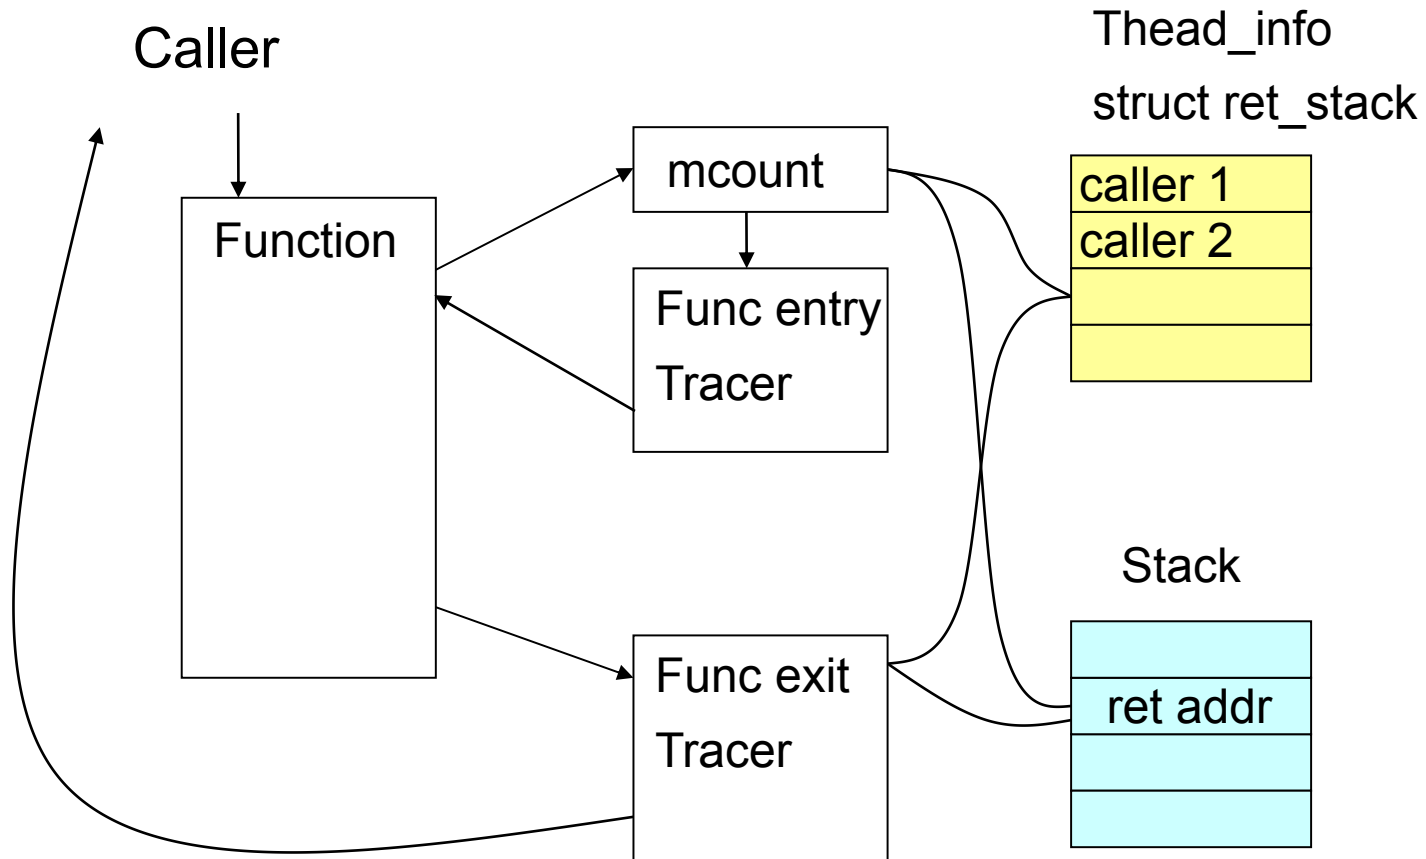 Caller
Thead_info
struct ret_stack
mcount
caller 1
Function
caller 2
Func entry
Tracer
Stack
Func exit
ret addr
Tracer